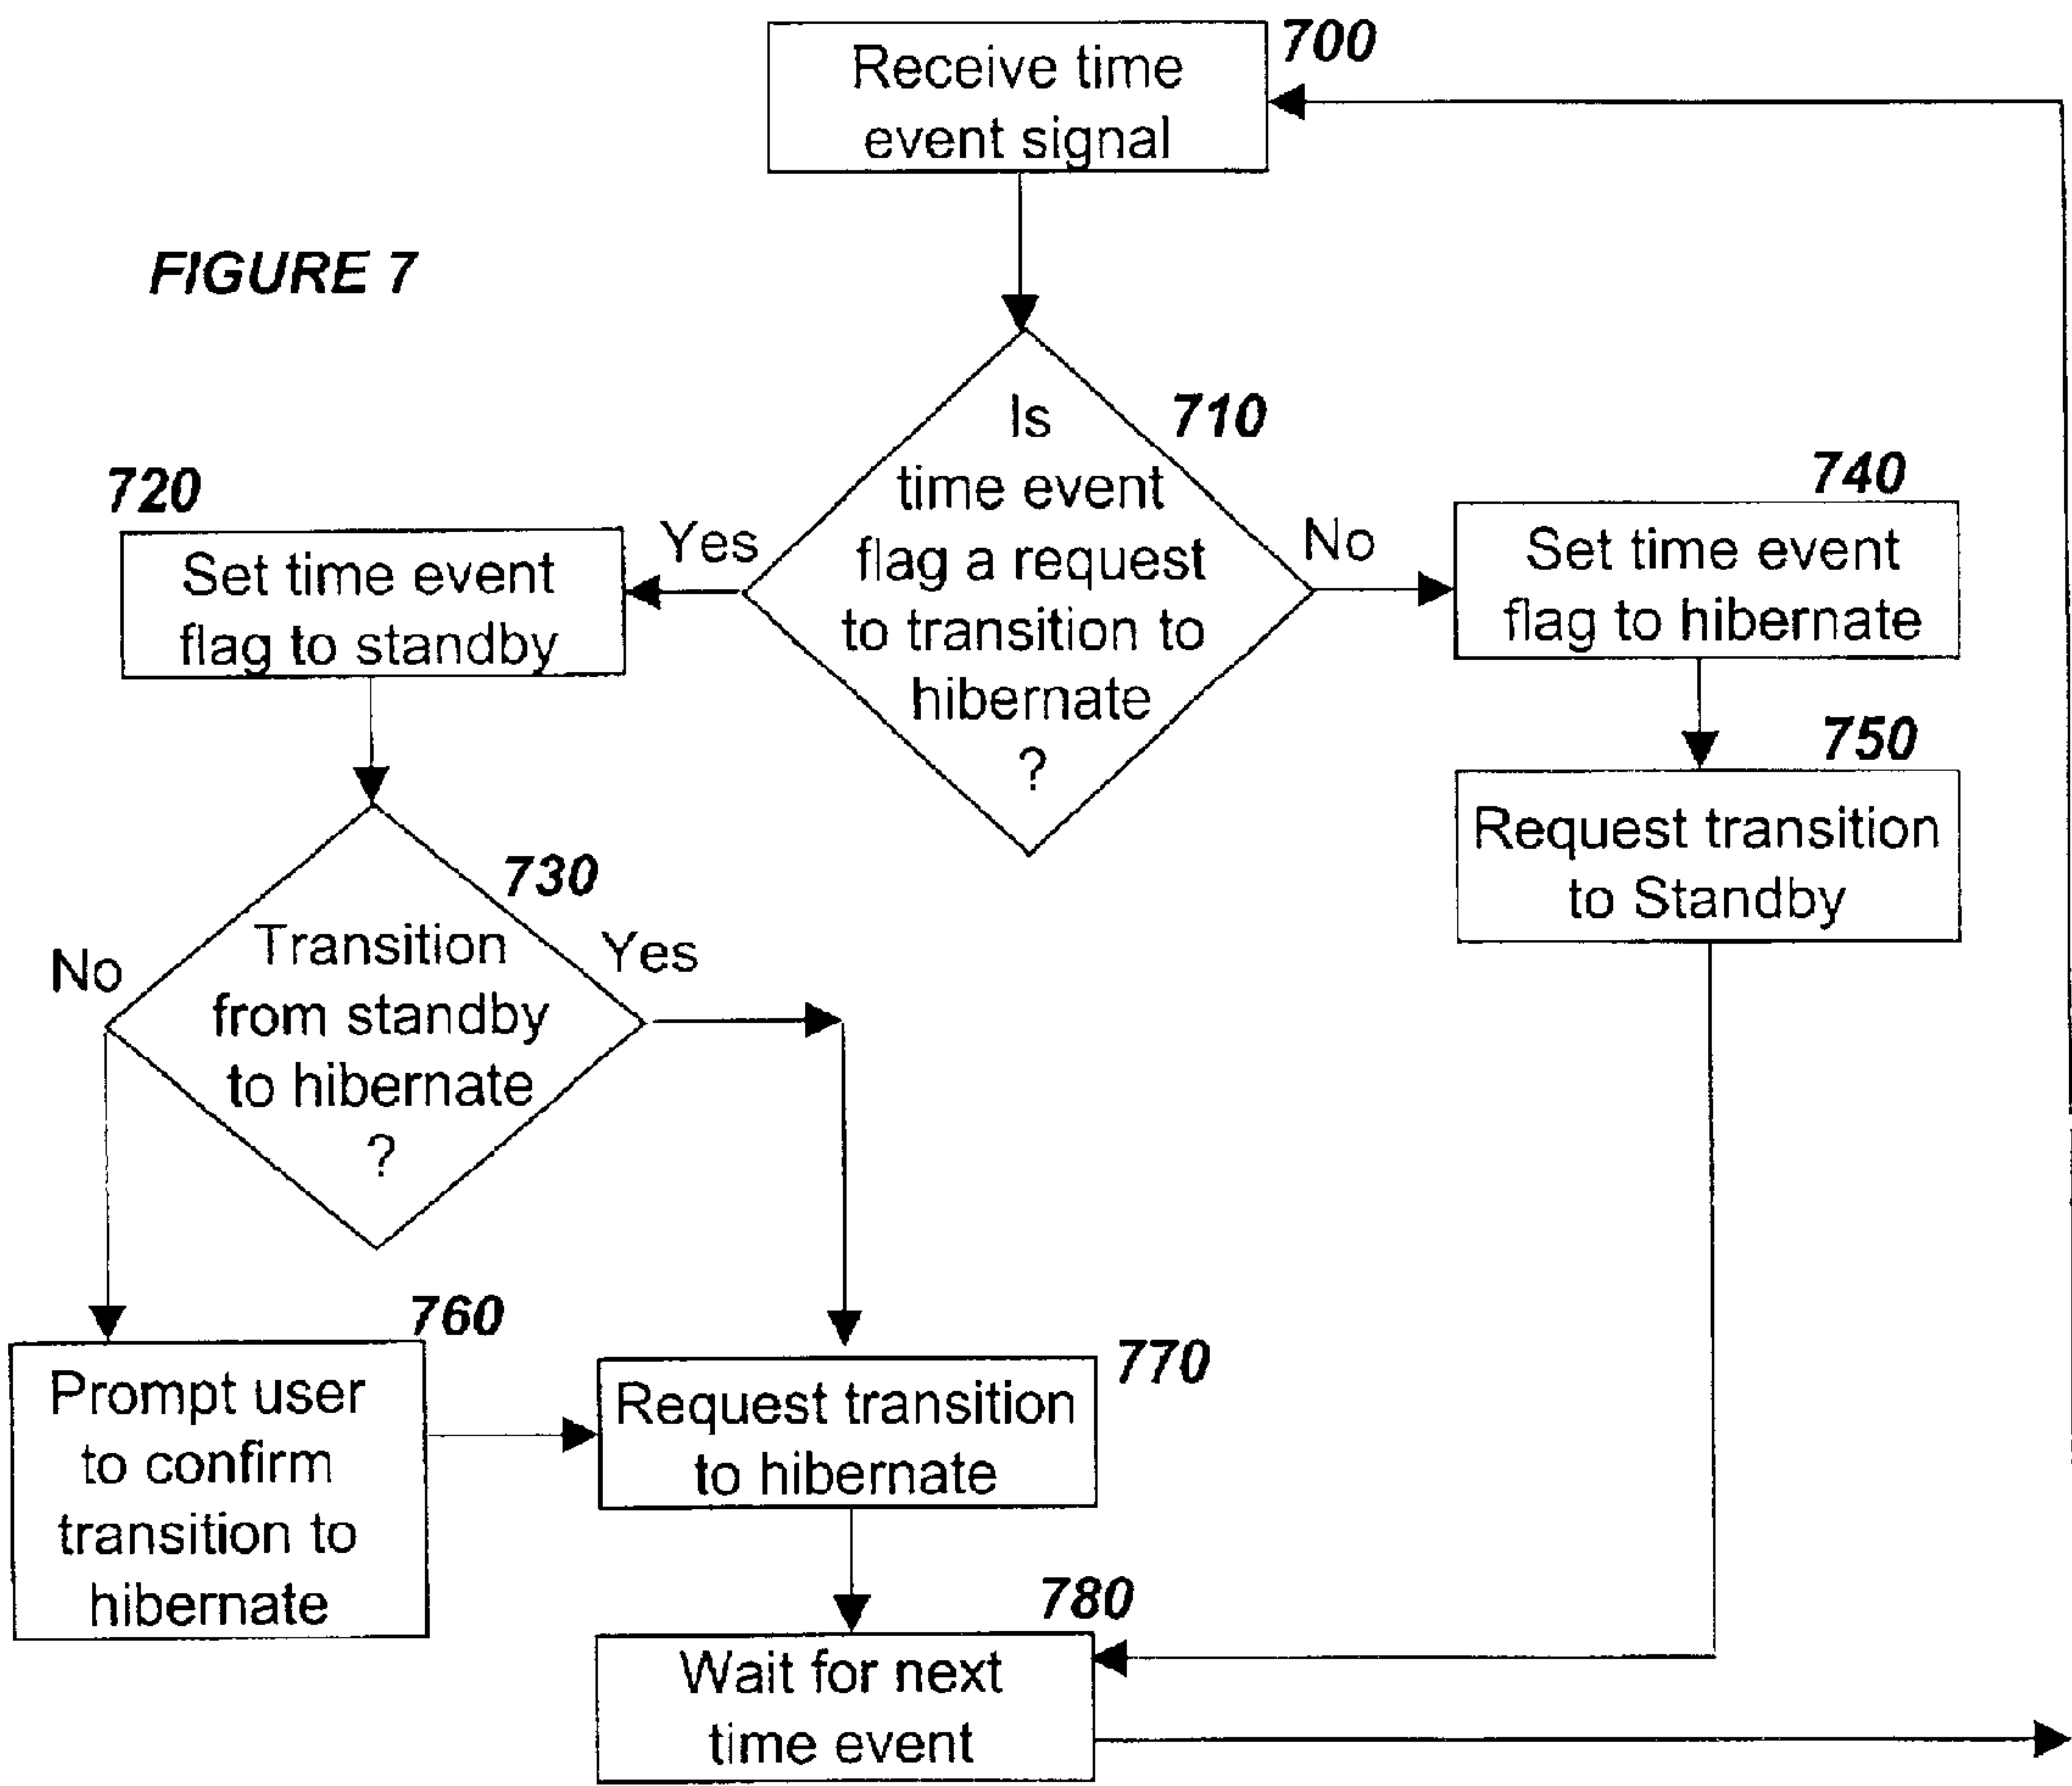 700
Receive time
event signal
FIGURE 7
710
Is
time event
flag a request
to transition to
hibernate
?
Yes
No
720
Set time event
flag to standby
740
Set time event
flag to hibernate
750
Request transition
to Standby
730
Transition
from standby
to hibernate
?
No
Yes
760
Prompt user
to confirm
transition to
hibernate
770
Request transition
to hibernate
780
Wait for next
time event